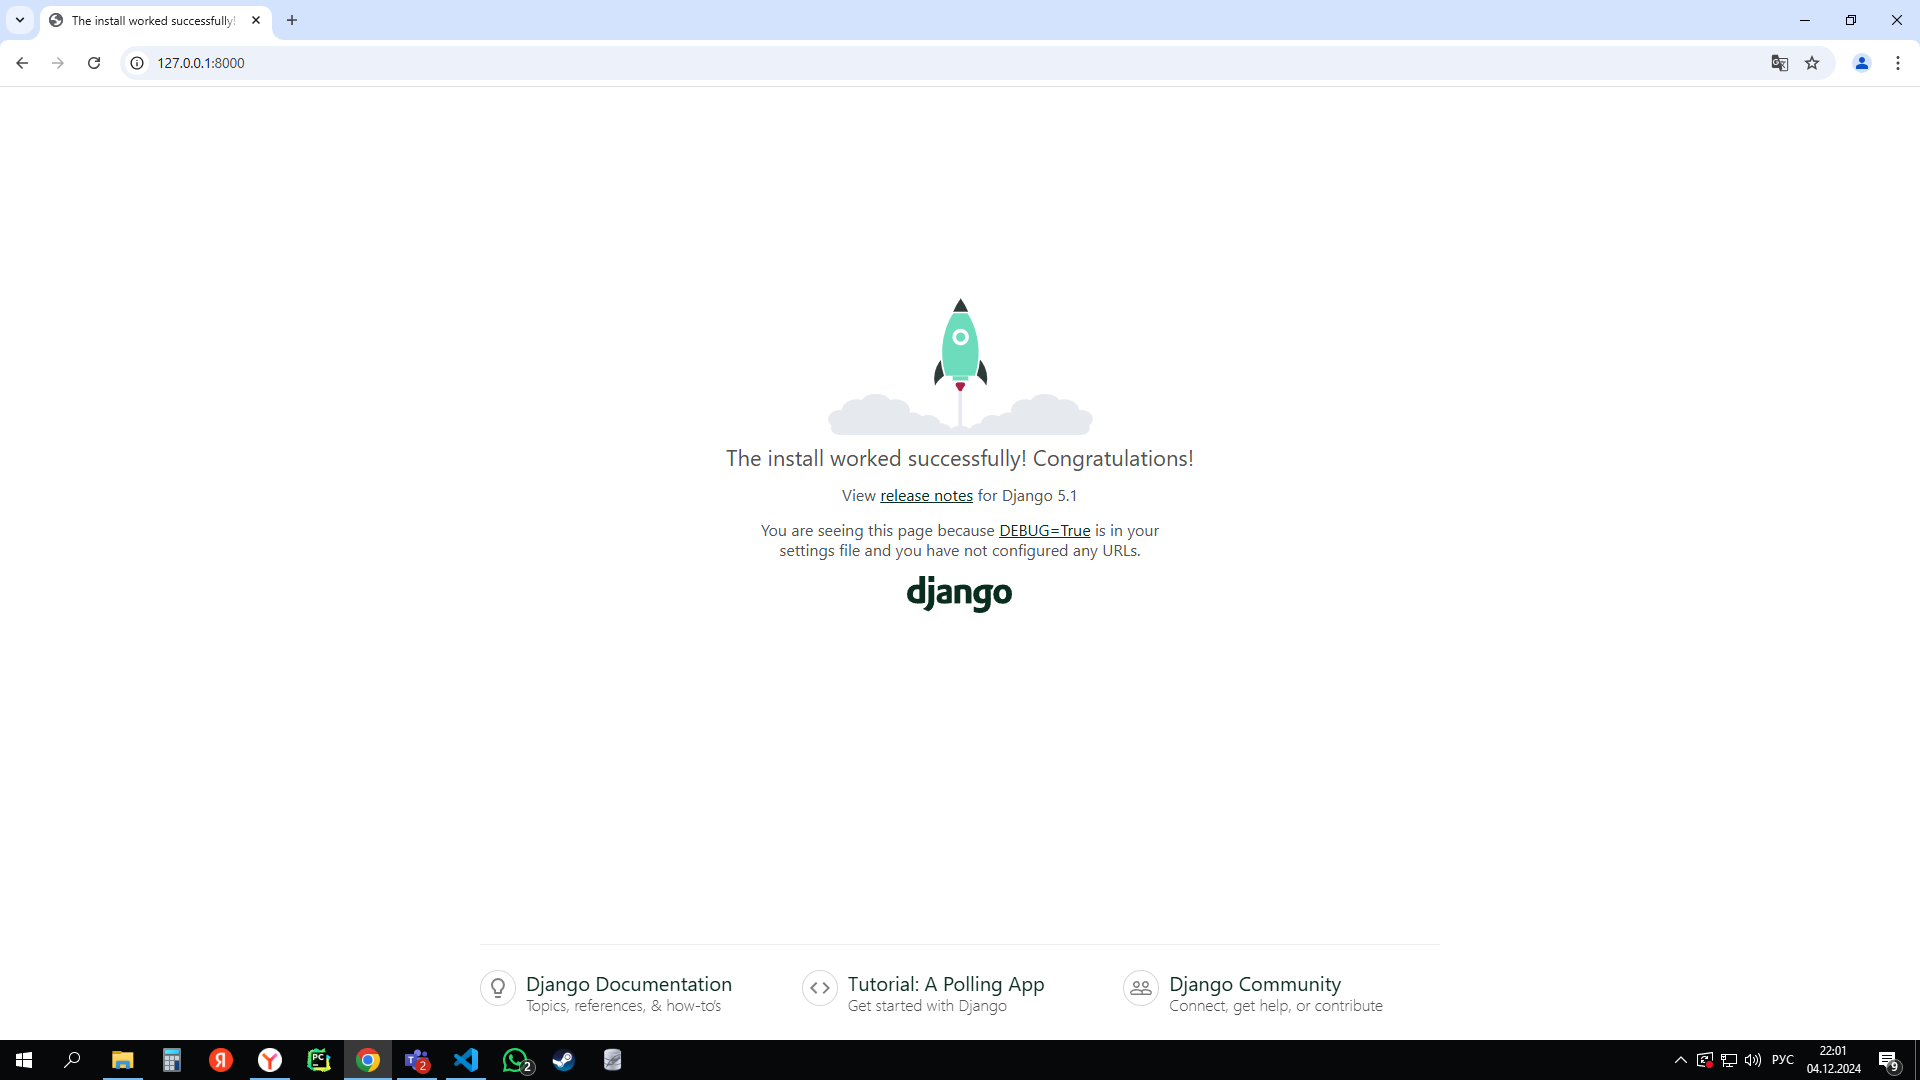 The install worked successfully!
127.0.0.1:8000
The install worked successfully! Congratulations!
View release notes for Django 5.1
You are seeing this page because DEBUG=True is in your
settings file and you have not configured any URLs.
django
Django Documentation
Topics, references, & how-to's
Tutorial: A Polling App
Get started with Django
Django Community
Connect, get help, or contribute
Я
Y
PC
T
2
2
РУС
22:01
04.12.2024
9